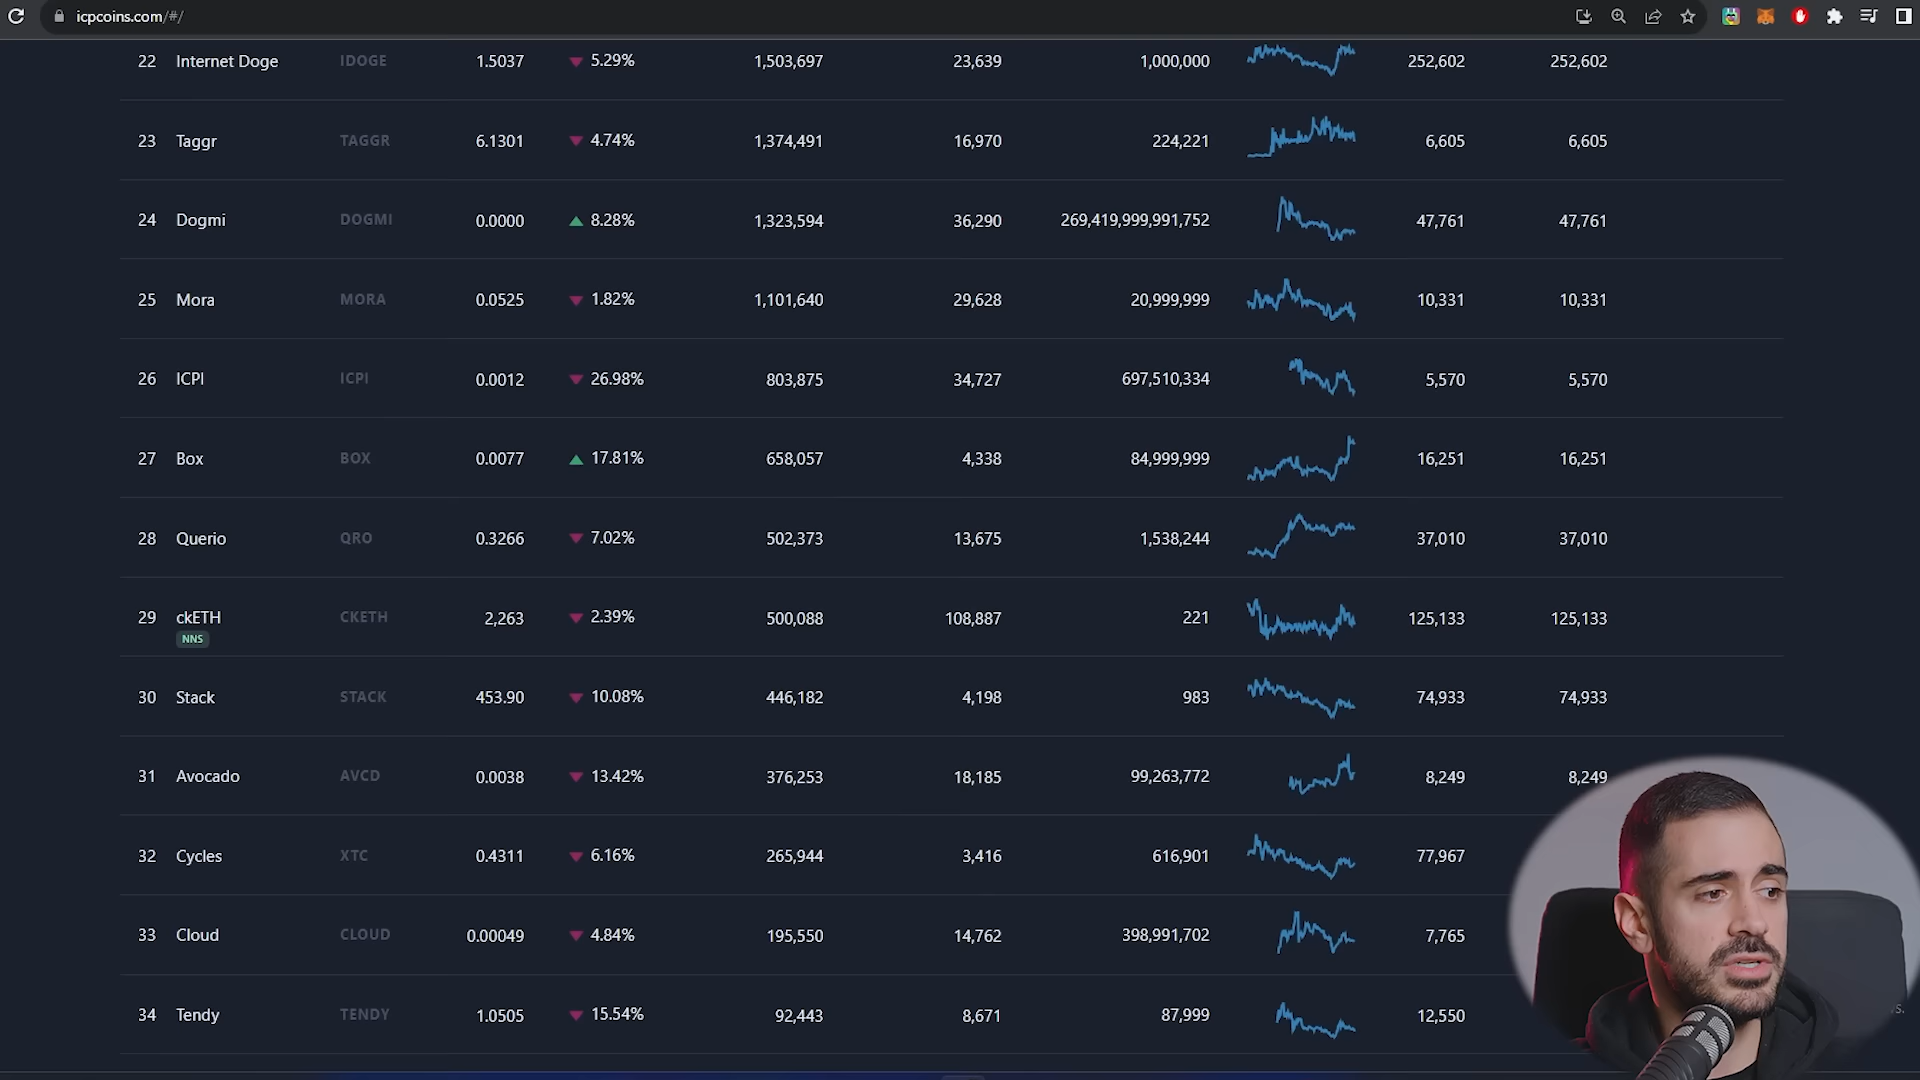 icpcoins.com/#/
22 Internet Doge IDOGE 1.5037 5.29% 1,503,697 23,639 1,000,000 252,602 252,602
23 Taggr TAGGR 6.1301 4.74% 1,374,491 16,970 224,221 6,605 6,605
24 Dogmi DOGMI 0.0000 8.28% 1,323,594 36,290 269,419,999,991,752 47,761 47,761
25 Mora MORA 0.0525 1.82% 1,101,640 29,628 20,999,999 10,331 10,331
26 ICPI ICPI 0.0012 26.98% 803,875 34,727 697,510,334 5,570 5,570
27 Box BOX 0.0077 17.81% 658,057 4,338 84,999,999 16,251 16,251
28 Querio QRO 0.3266 7.02% 502,373 13,675 1,538,244 37,010 37,010
29 ckETH CKETH 2,263 2.39% 500,088 108,887 221 125,133 125,133
NNS
30 Stack STACK 453.90 10.08% 446,182 4,198 983 74,933 74,933
31 Avocado AVCD 0.0038 13.42% 376,253 18,185 99,263,772 8,249 8,249
32 Cycles XTC 0.4311 6.16% 265,944 3,416 616,901 77,967
33 Cloud CLOUD 0.00049 4.84% 195,550 14,762 398,991,702 7,765
34 Tendy TENDY 1.0505 15.54% 92,443 8,671 87,999 12,550